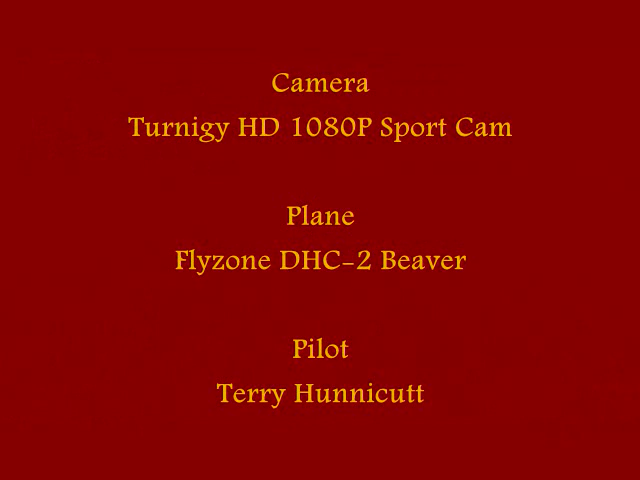 Camera
Turnigy HD 1080P Sport Cam
Plane
Flyzone DHC-2 Beaver
Pilot
Terry Hunnicutt